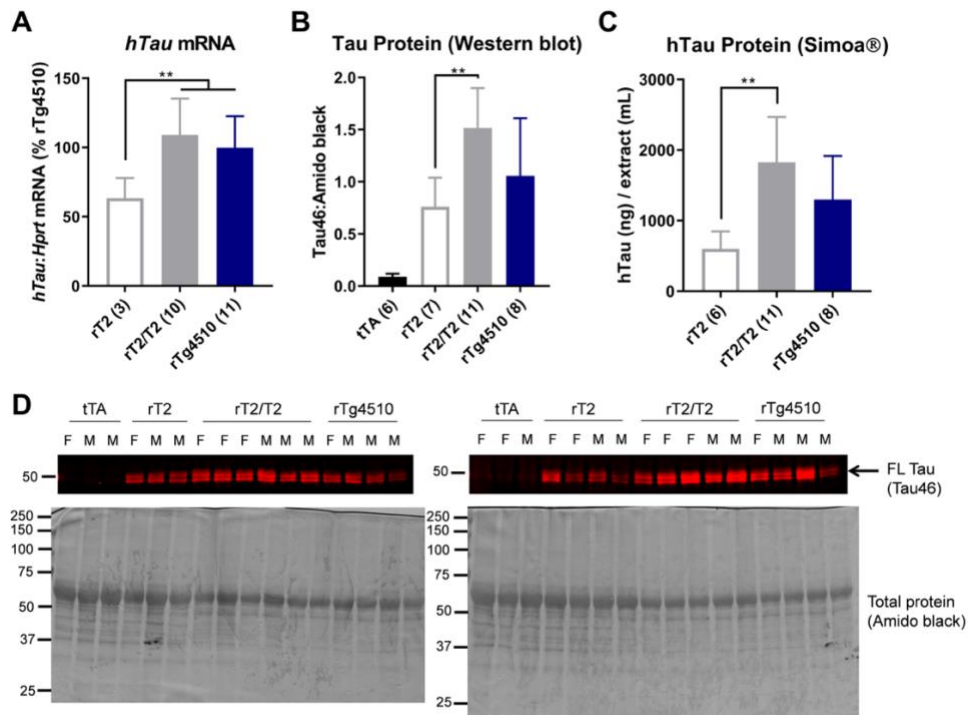 A
hTau mRNA
hTau:Hprt mRNA (% rTg4510)
150
100
50
0
**
rT2 (3)
rT2/T2 (10)
rTg4510 (11)
B
Tau Protein (Western blot)
Tau46:Amido black
2.0
1.5
1.0
0.5
0.0
**
tTA (6)
rT2 (7)
rT2/T2 (11)
rTg4510 (8)
C
hTau Protein (Simoa®)
hTau (ng) / extract (mL)
3000
2000
1000
0
**
rT2 (6)
rT2/T2 (11)
rTg4510 (8)
D
tTA rT2 rT2/T2 rTg4510
F M M F M M F F F M M M F M M M
50
250
150
100
75
50
37
25
tTA rT2 rT2/T2 rTg4510
F F M F F M M F F F M M F F M M
50
FL Tau
(Tau46)
250
150
100
75
50
37
25
Total protein
(Amido black)